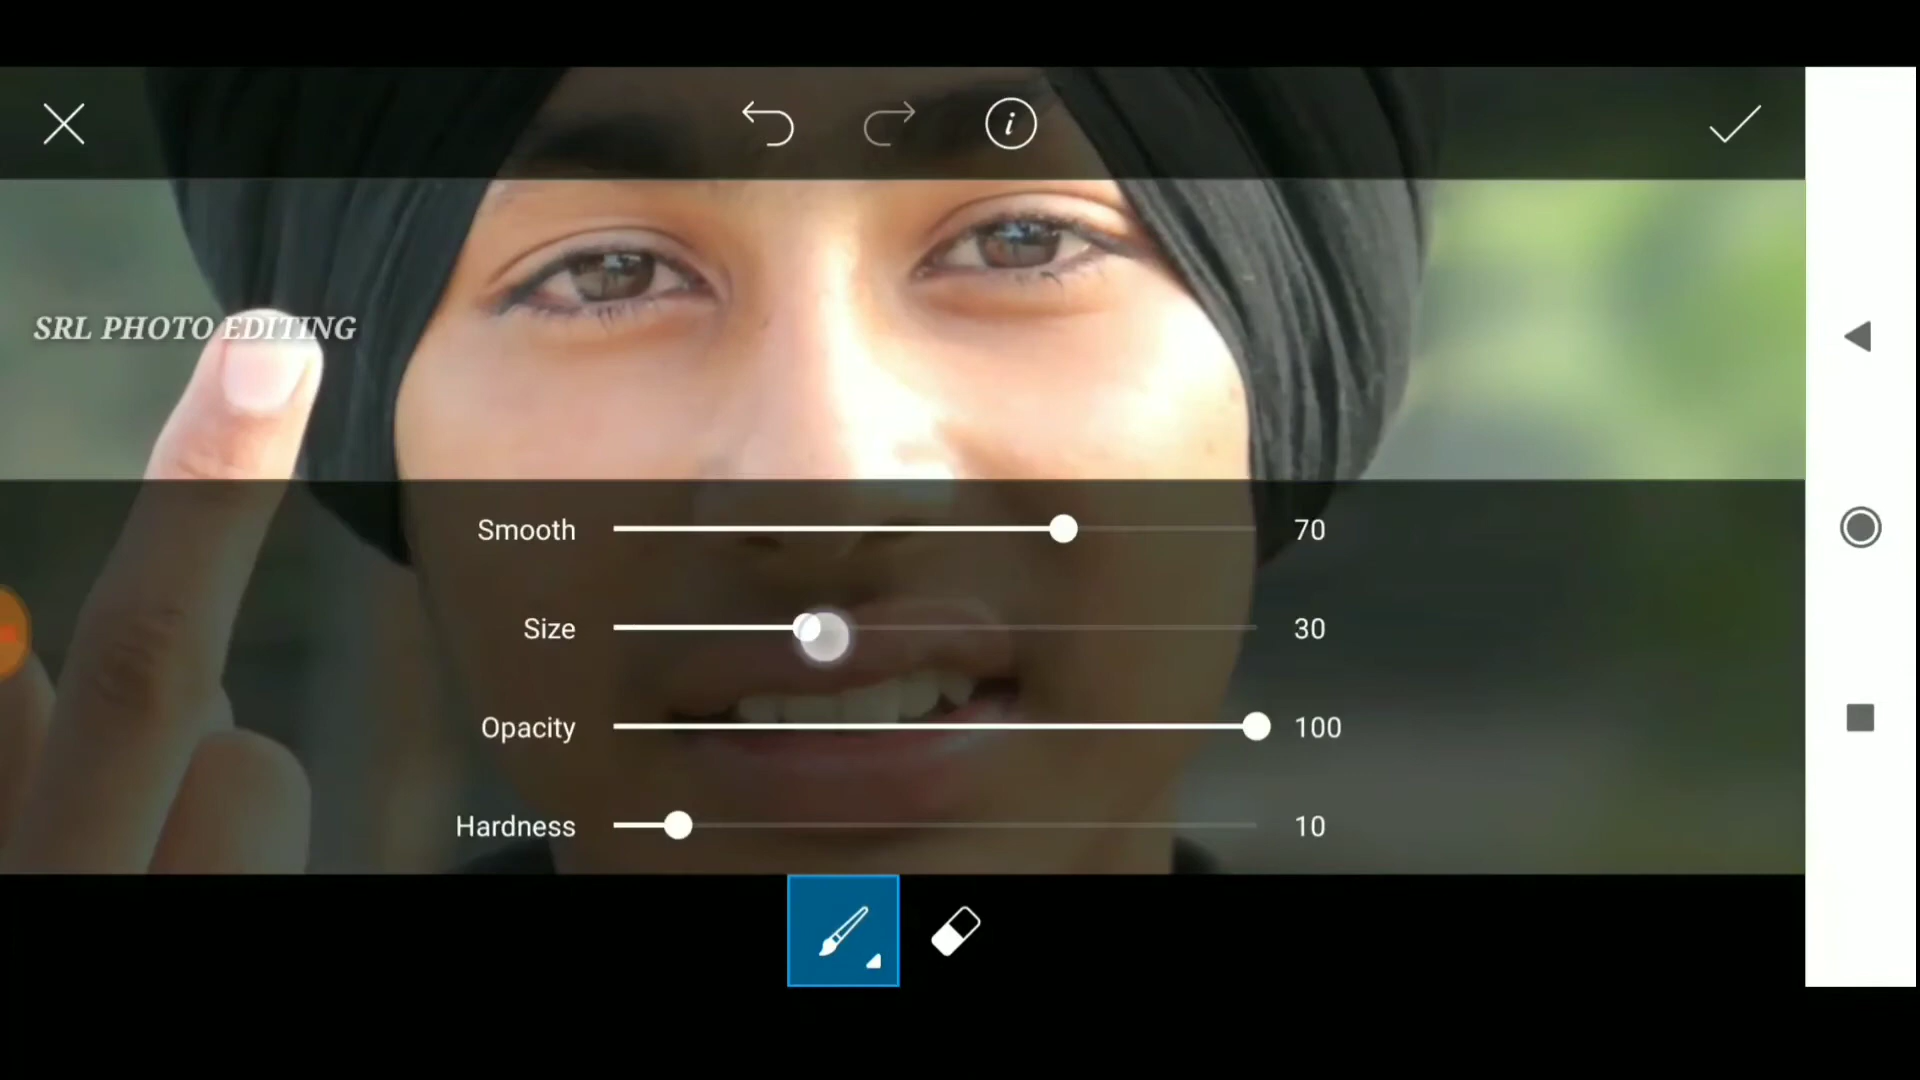 SRL PHOTO EDITING
Smooth 70
Size 30
Opacity 100
Hardness 10